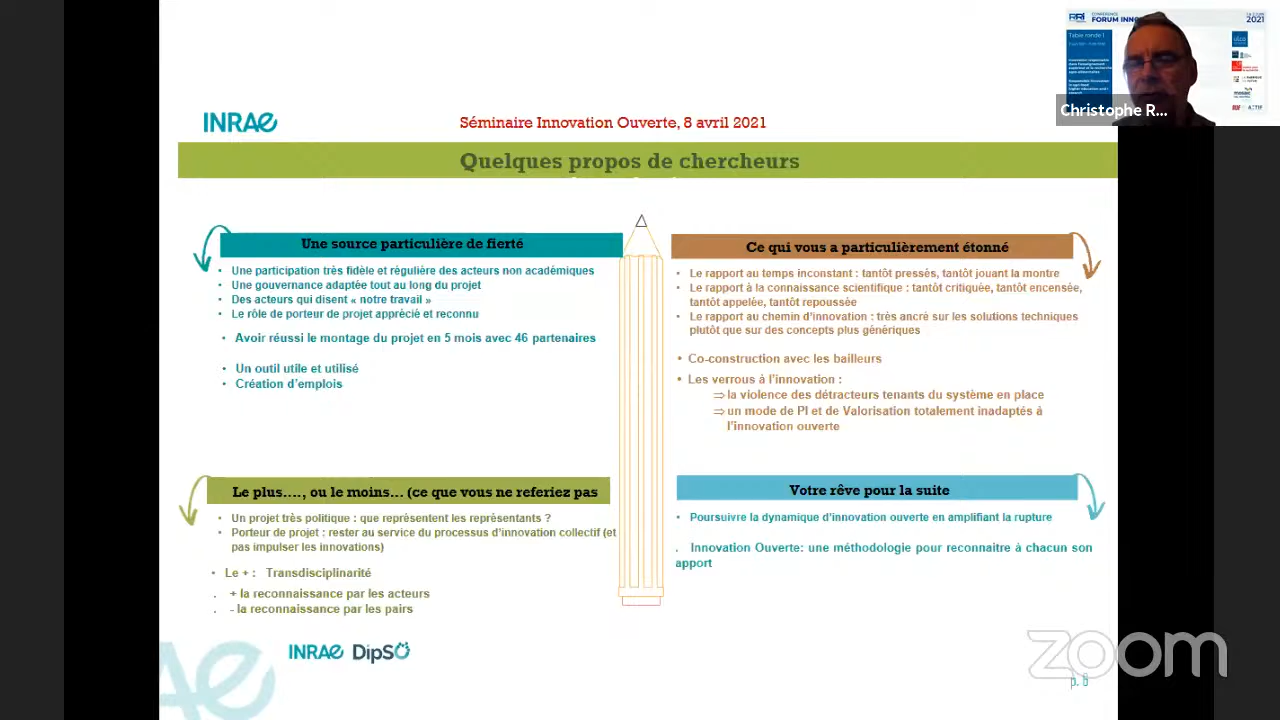 INRAE
Séminaire Innovation Ouverte, 8 avril 2021
Quelques propos de chercheurs
Une source particulière de fierté
• Une participation très fidèle et régulière des acteurs non académiques
• Une gouvernance adaptée tout au long du projet
• Des acteurs qui disent « notre travail »
• Le rôle de porteur de projet apprécié et reconnu
• Avoir réussi le montage du projet en 5 mois avec 46 partenaires
• Un outil utile et utilisé
• Création d'emplois
Ce qui vous a particulièrement étonné
• Le rapport au temps inconstant : tantôt pressés, tantôt jouant la montre
• Le rapport à la connaissance scientifique : tantôt critiquée, tantôt encensée,
tantôt appelée, tantôt repoussée
• Le rapport au chemin d'innovation : très ancré sur les solutions techniques
plutôt que sur des concepts plus génériques
• Co-construction avec les bailleurs
• Les verrous à l'innovation :
⇒ la violence des détracteurs tenants du système en place
⇒ un mode de PI et de Valorisation totalement inadaptés à
l'innovation ouverte
Le plus…., ou le moins… (ce que vous ne referiez pas
• Un projet très politique : que représentent les représentants ?
• Porteur de projet : rester au service du processus d'innovation collectif (et
pas impulser les innovations)
• Le + : Transdisciplinarité
. + la reconnaissance par les acteurs
. - la reconnaissance par les pairs
Votre rêve pour la suite
• Poursuivre la dynamique d'innovation ouverte en amplifiant la rupture
. Innovation Ouverte: une méthodologie pour reconnaitre à chacun son
apport
INRAE DipSO
zoom
RRI
CONFÉRENCE
FORUM INNO
2021
Table ronde 1
Christophe R...